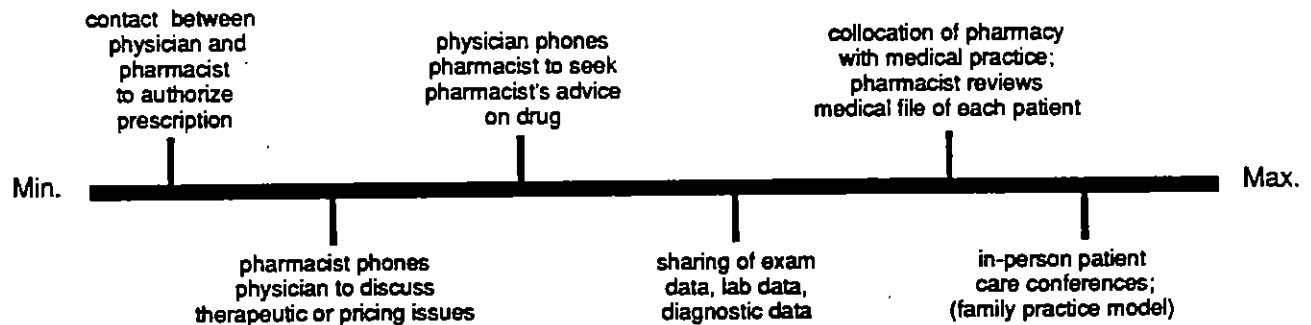 contact between
physician and
pharmacist
to authorize
prescription
physician phones
pharmacist to seek
pharmacist's advice
on drug
collocation of pharmacy
with medical practice;
pharmacist reviews
medical file of each patient
Min.
Max.
pharmacist phones
physician to discuss
therapeutic or pricing issues
sharing of exam
data, lab data,
diagnostic data
in-person patient
care conferences;
(family practice model)